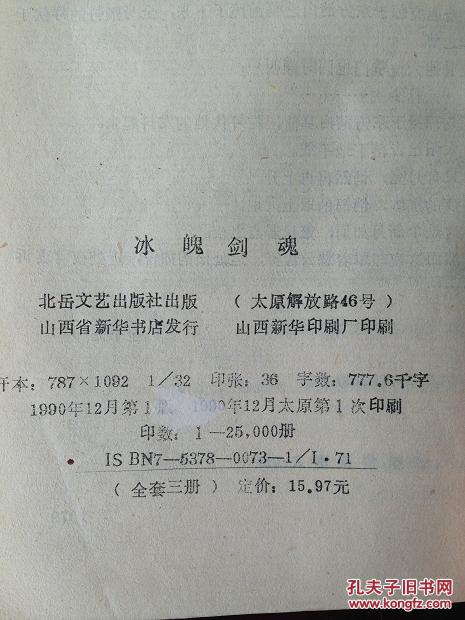 冰魄剑魂
北岳文艺出版社出版 （太原解放路46号）
山西省新华书店发行 山西新华印刷厂印刷
开本：787×1092 1/32 印张：36 字数：777.6千字
1990年12月第1 1990年12月太原第1次印刷
印数：1—25,000册
ISBN7—5378—0073—1/I·71
（全套三册） 定价：15.97元
孔夫子旧书网
KONGFZ.COM